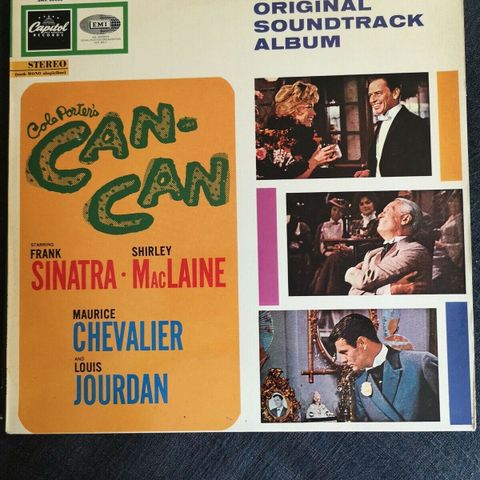 Capitol
RECORDS
EMI
STEREO
ORIGINAL
SOUNDTRACK
ALBUM
Cole Porter's
CAN-
CAN
STARRING
FRANK
SINATRA ·
SHIRLEY
MACLAINE
MAURICE
CHEVALIER
AND
LOUIS
JOURDAN